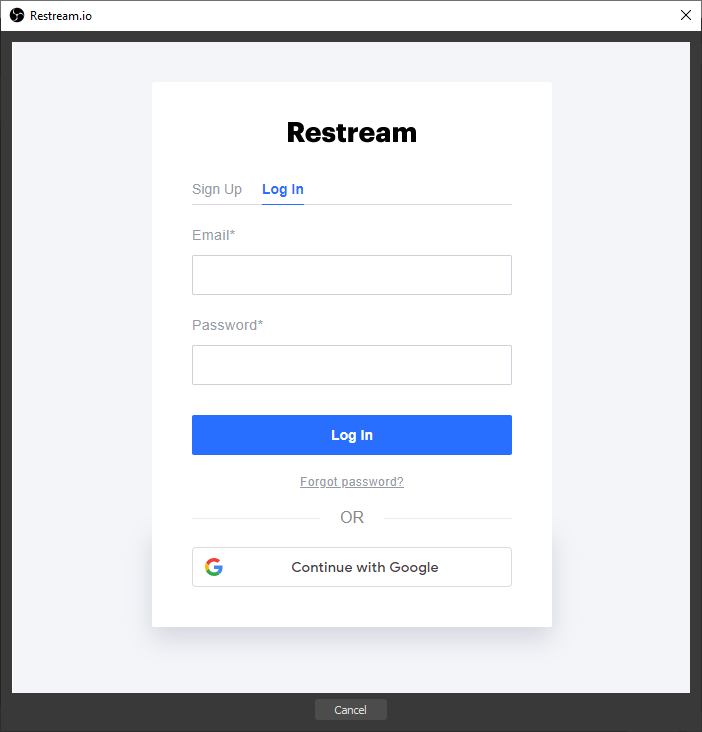 Restream.io
Restream
Sign Up Log In
Email*
Password*
Log In
Forgot password?
OR
Continue with Google
Cancel